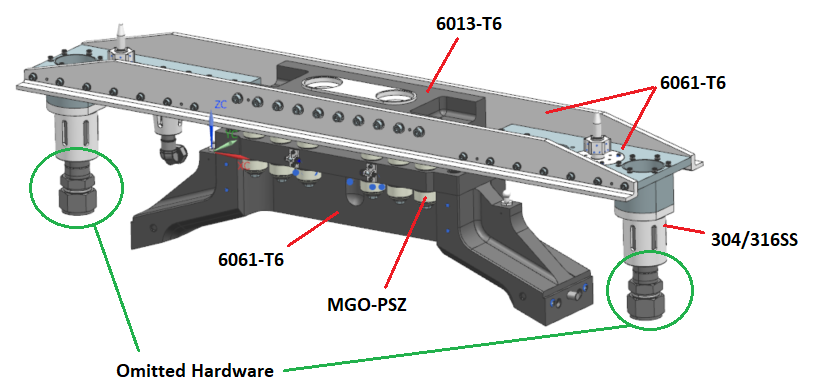 6013-T6
6061-T6
ZC
304/316SS
6061-T6
MGO-PSZ
Omitted Hardware